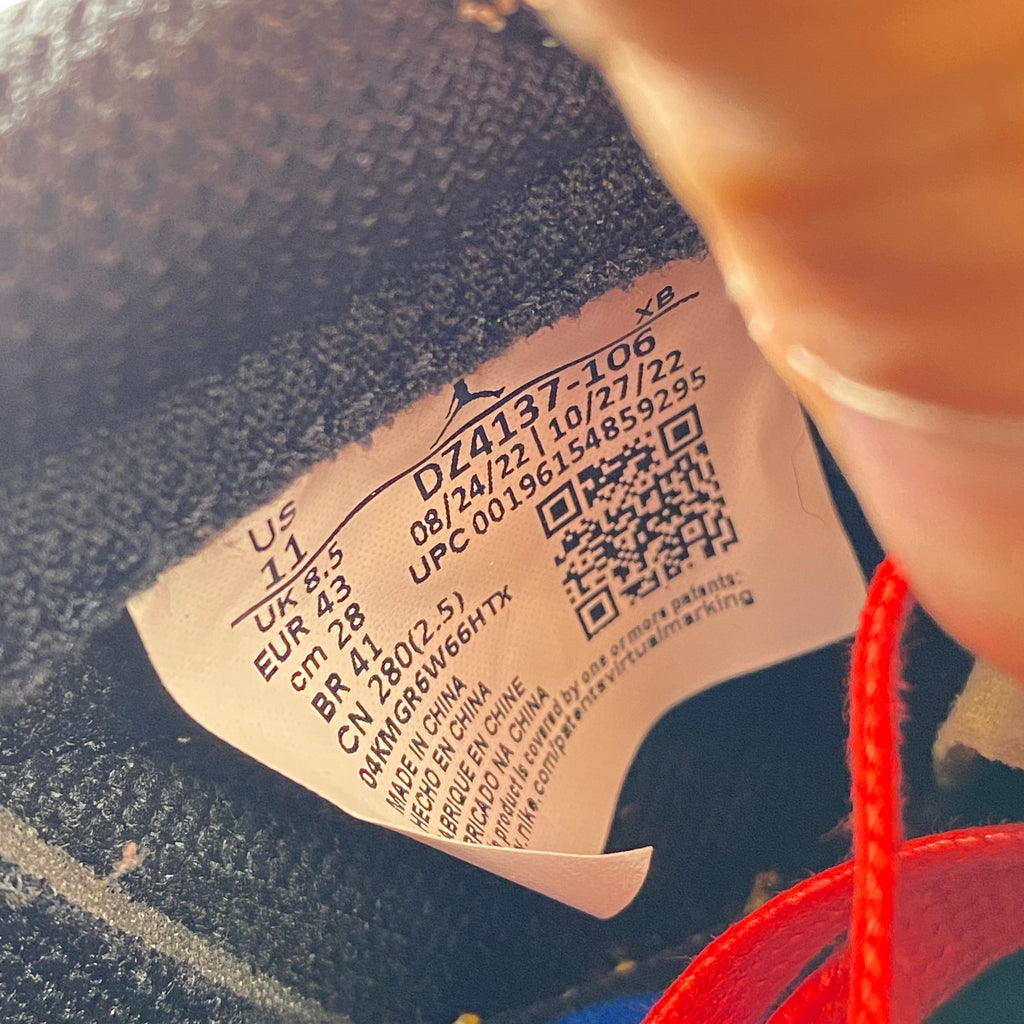 XB
US
11
DZ4137-106
08/24/22 | 10/27/22
UPC 00196154859295
UK 8.5
EUR 43
cm 28
BR 41
CN 280(2.5)
04KMGR6W66HTX
MADE IN CHINA
HECHO EN CHINA
ABRIQUE EN CHINE
RICADO NA CHINA
product is covered by one or more patents:
.nike.com/patentsvirtualmarking